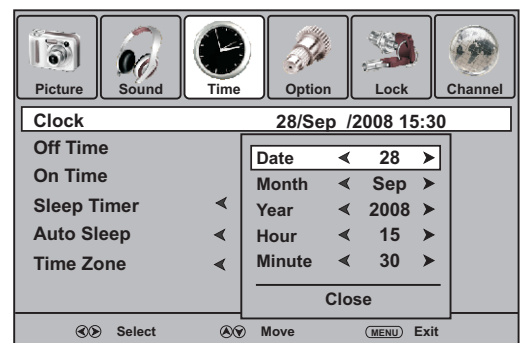 Picture Sound Time Option Lock Channel
Clock 28/Sep /2008 15:30
Off Time
On Time
Sleep Timer
Auto Sleep
Time Zone
Date 28
Month Sep
Year 2008
Hour 15
Minute 30
Close
Select Move MENU Exit